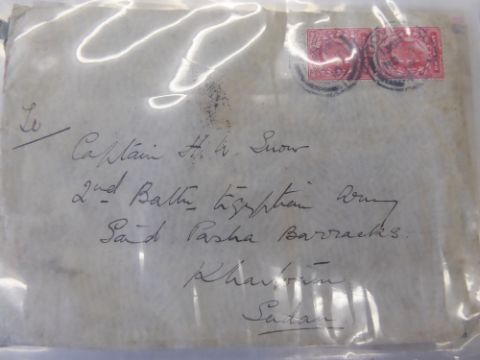 To
Captain H. W. Snow
2nd Battn Egyptian Army
Said Pasha Barracks.
Khartoum
Sudan